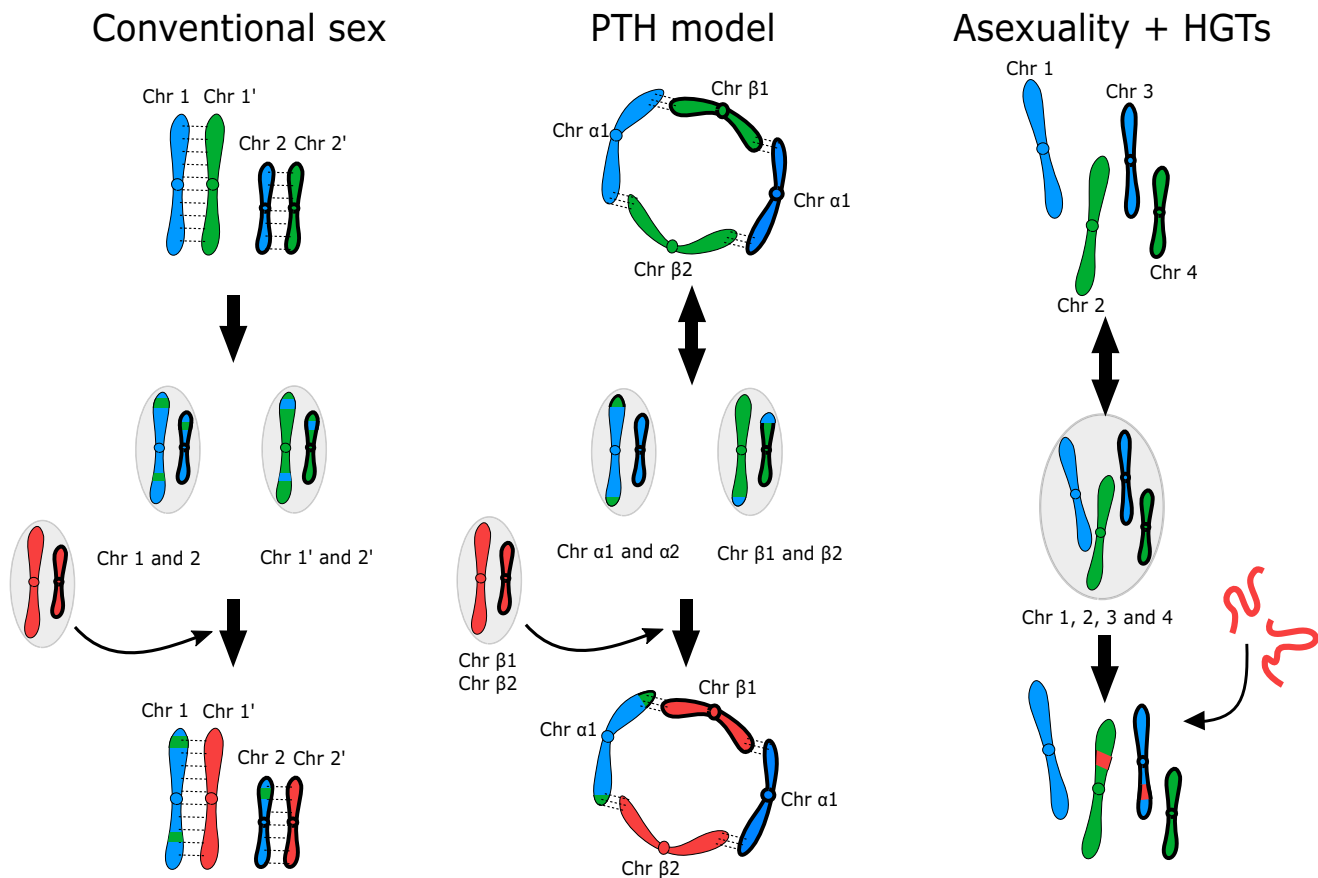 Conventional sex
PTH model
Asexuality + HGTs
Chr 1 Chr 1'
Chr 2 Chr 2'
Chr 1 and 2
Chr 1' and 2'
Chr 1 Chr 1'
Chr 2 Chr 2'
Chr β1
Chr α1
Chr α1
Chr β2
Chr α1 and α2
Chr β1 and β2
Chr β1
Chr β2
Chr β1
Chr α1
Chr α1
Chr β2
Chr 1
Chr 3
Chr 4
Chr 2
Chr 1, 2, 3 and 4